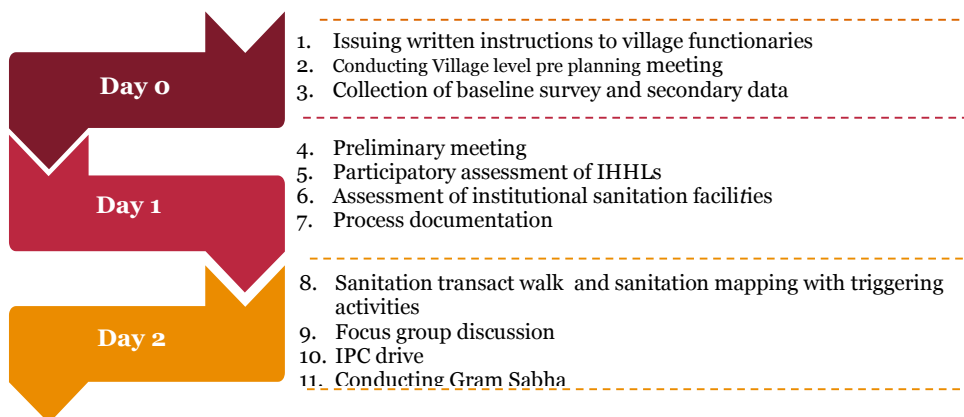 Day 0
1. Issuing written instructions to village functionaries
2. Conducting Village level pre planning meeting
3. Collection of baseline survey and secondary data
Day 1
4. Preliminary meeting
5. Participatory assessment of IHHLs
6. Assessment of institutional sanitation facilities
7. Process documentation
Day 2
8. Sanitation transact walk and sanitation mapping with triggering
activities
9. Focus group discussion
10. IPC drive
11. Conducting Gram Sabha